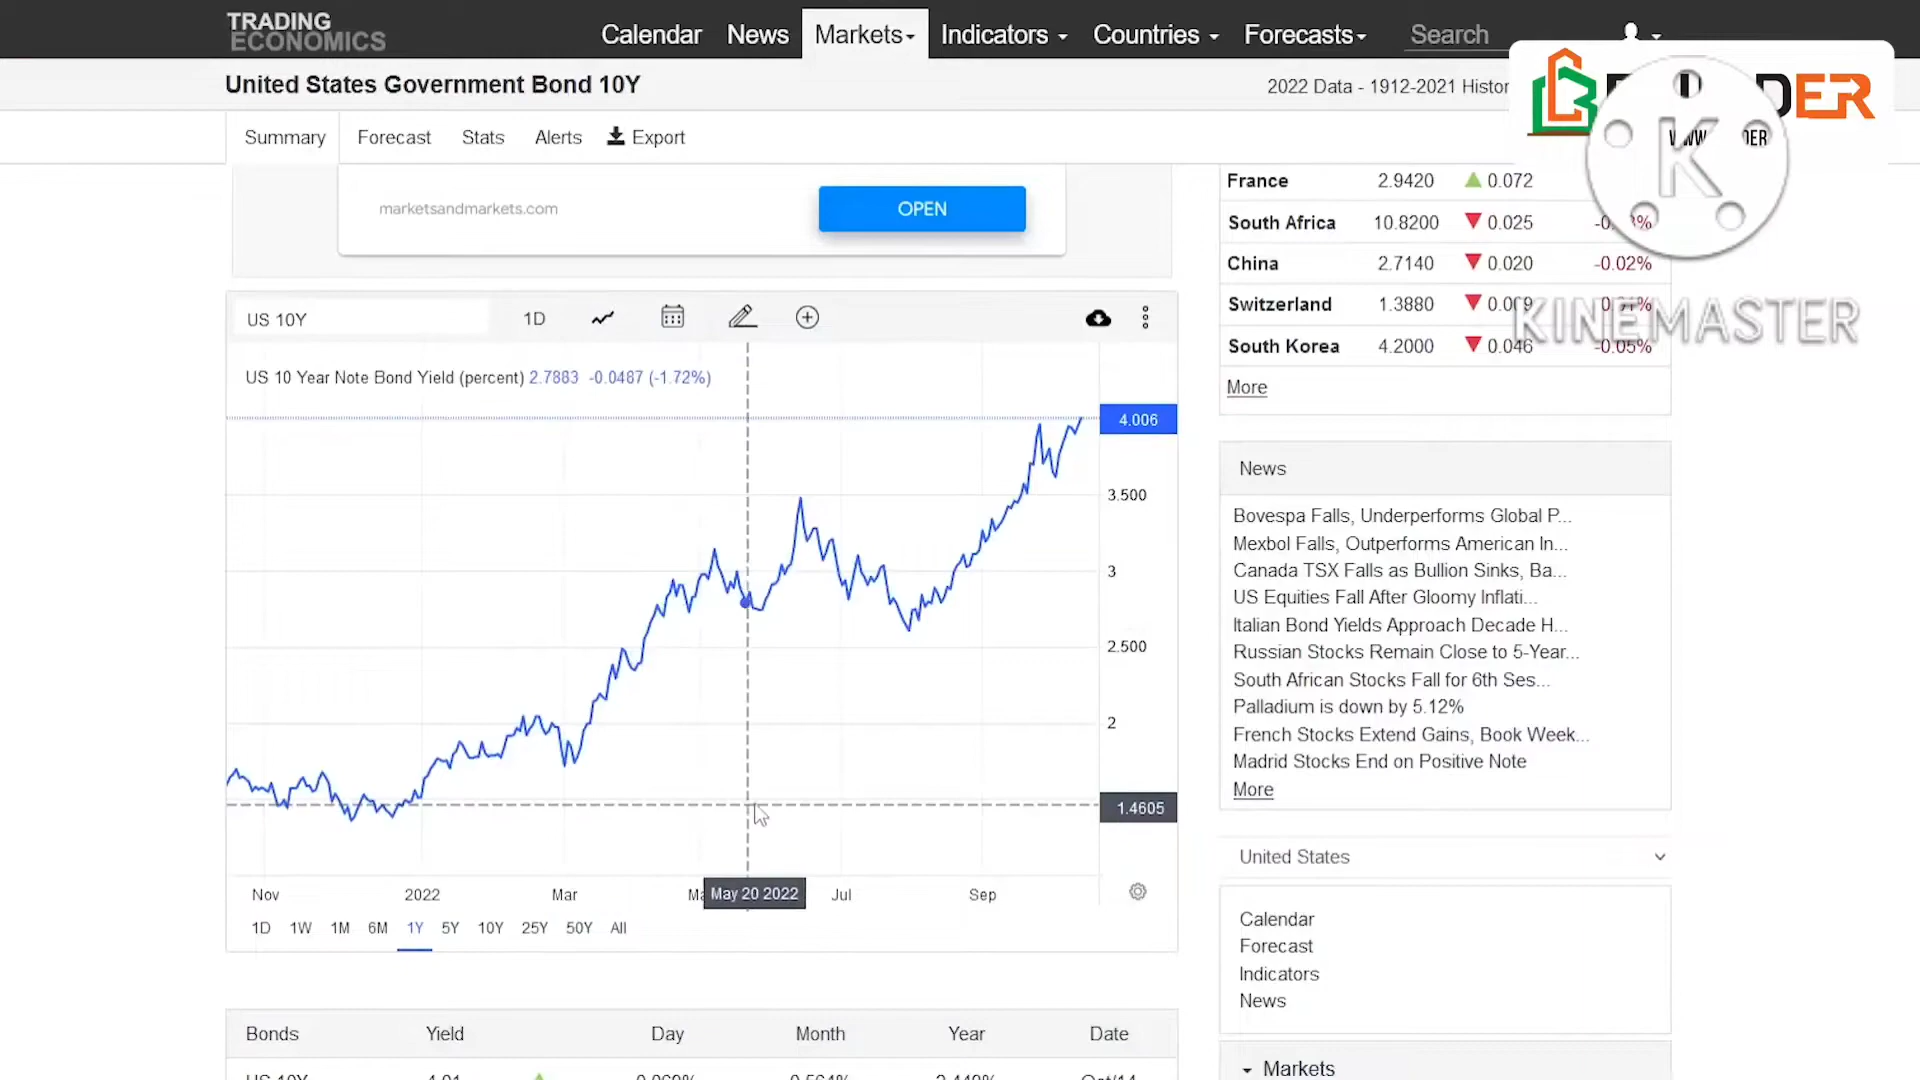 TRADING
ECONOMICS
Calendar News Markets Indicators Countries Forecasts Search
United States Government Bond 10Y
2022 Data - 1912-2021
Summary Forecast Stats Alerts Export
marketsandmarkets.com
OPEN
France 2.9420 0.072
South Africa 10.8200 0.025
China 2.7140 0.020 -0.02%
Switzerland 1.3880
South Korea 4.2000 0.046 -0.05%
More
K
KINEMASTER
US 10Y 1D
US 10 Year Note Bond Yield (percent) 2.7883 -0.0487 (-1.72%)
4.006
3.500
3
2.500
2
1.4605
Nov 2022 Mar May 20 2022 Jul Sep
1D 1W 1M 6M 1Y 5Y 10Y 25Y 50Y All
Bonds Yield Day Month Year Date
News
Bovespa Falls, Underperforms Global P...
Mexbol Falls, Outperforms American In...
Canada TSX Falls as Bullion Sinks, Ba...
US Equities Fall After Gloomy Inflati...
Italian Bond Yields Approach Decade H...
Russian Stocks Remain Close to 5-Year...
South African Stocks Fall for 6th Ses...
Palladium is down by 5.12%
French Stocks Extend Gains, Book Week...
Madrid Stocks End on Positive Note
More
United States
Calendar
Forecast
Indicators
News
Markets